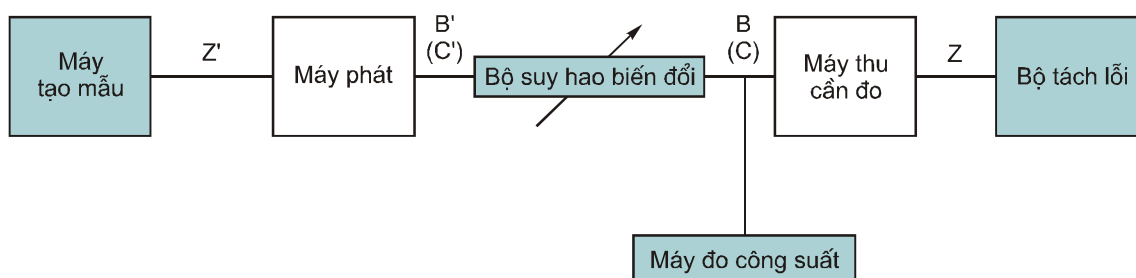 Máy
tạo mẫu
Z'
Máy phát
B'
(C')
Bộ suy hao biến đổi
B
(C)
Máy thu
cần đo
Z
Bộ tách lỗi
Máy đo công suất